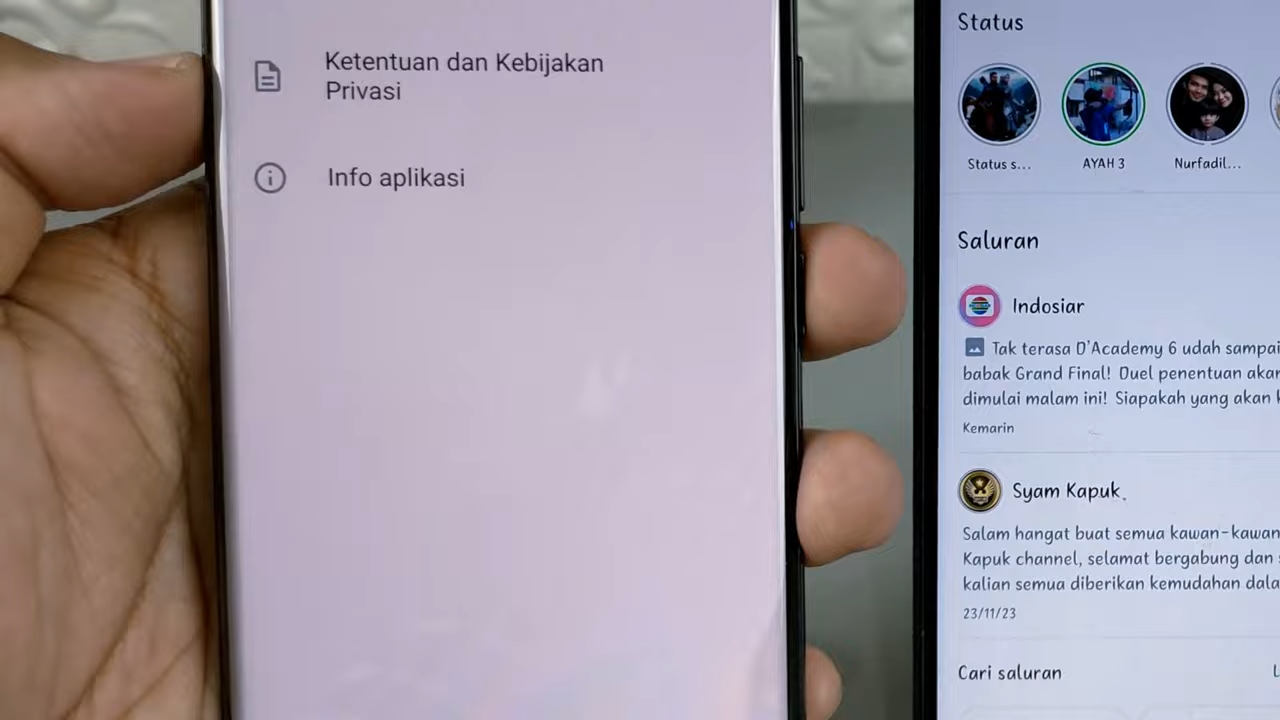 Ketentuan dan Kebijakan
Privasi
Info aplikasi
Status
Status s...
AYAH 3
Nurfadil...
Saluran
Indosiar
Tak terasa D'Academy 6 udah sampai
babak Grand Final! Duel penentuan akan
dimulai malam ini! Siapakah yang akan
Kemarin
Syam Kapuk
Salam hangat buat semua kawan-kawan
Kapuk channel, selamat bergabung dan
kalian semua diberikan kemudahan dala
23/11/23
Cari saluran